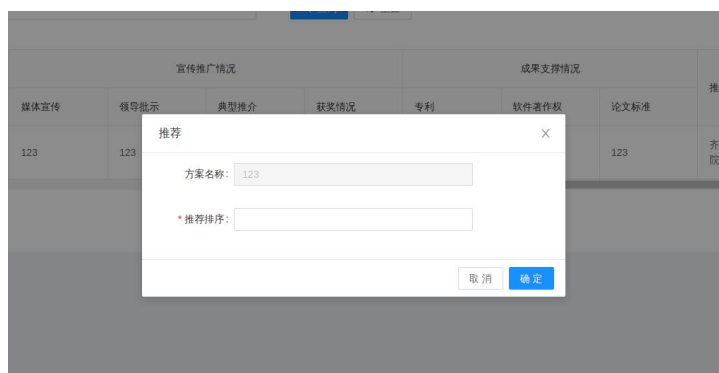 宣传推广情况 成果支撑情况
推
媒体宣传 领导批示 典型推介 获奖情况 专利 软件著作权 论文标准
123 123 123 齐
院
推荐 X
方案名称: 123
* 推荐排序:
取 消 确 定